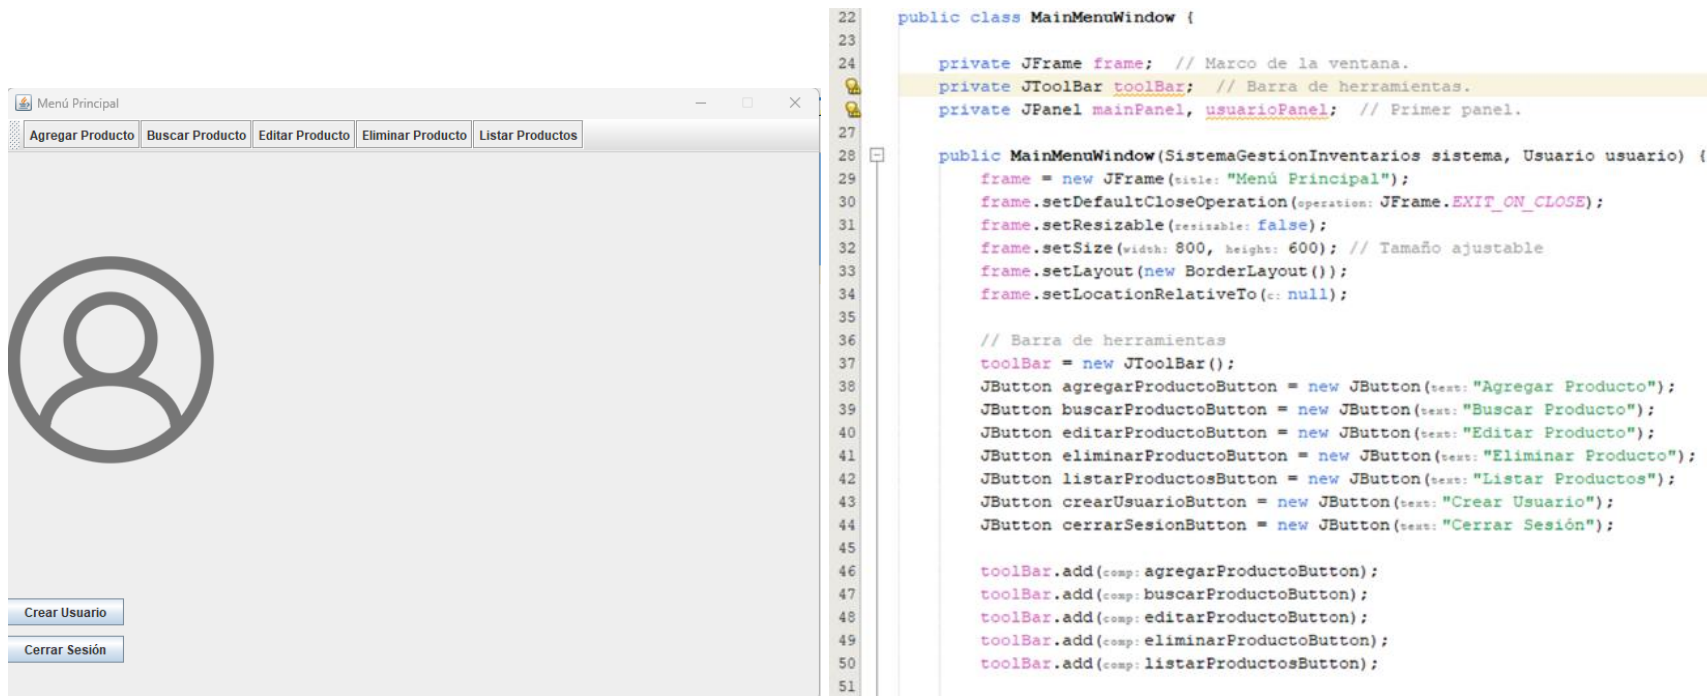 Menú Principal
Agregar Producto Buscar Producto Editar Producto Eliminar Producto Listar Productos
Crear Usuario
Cerrar Sesión
22 public class MainMenuWindow {
23
24 private JFrame frame; // Marco de la ventana.
private JToolBar toolBar; // Barra de herramientas.
private JPanel mainPanel, usuarioPanel; // Primer panel.
27
28 public MainMenuWindow(SistemaGestionInventarios sistema, Usuario usuario) {
29 frame = new JFrame(title: "Menú Principal");
30 frame.setDefaultCloseOperation(operation: JFrame.EXIT_ON_CLOSE);
31 frame.setResizable(resizable: false);
32 frame.setSize(width: 800, height: 600); // Tamaño ajustable
33 frame.setLayout(new BorderLayout());
34 frame.setLocationRelativeTo(c: null);
35
36 // Barra de herramientas
37 toolBar = new JToolBar();
38 JButton agregarProductoButton = new JButton(text: "Agregar Producto");
39 JButton buscarProductoButton = new JButton(text: "Buscar Producto");
40 JButton editarProductoButton = new JButton(text: "Editar Producto");
41 JButton eliminarProductoButton = new JButton(text: "Eliminar Producto");
42 JButton listarProductosButton = new JButton(text: "Listar Productos");
43 JButton crearUsuarioButton = new JButton(text: "Crear Usuario");
44 JButton cerrarSesionButton = new JButton(text: "Cerrar Sesión");
45
46 toolBar.add(comp: agregarProductoButton);
47 toolBar.add(comp: buscarProductoButton);
48 toolBar.add(comp: editarProductoButton);
49 toolBar.add(comp: eliminarProductoButton);
50 toolBar.add(comp: listarProductosButton);
51